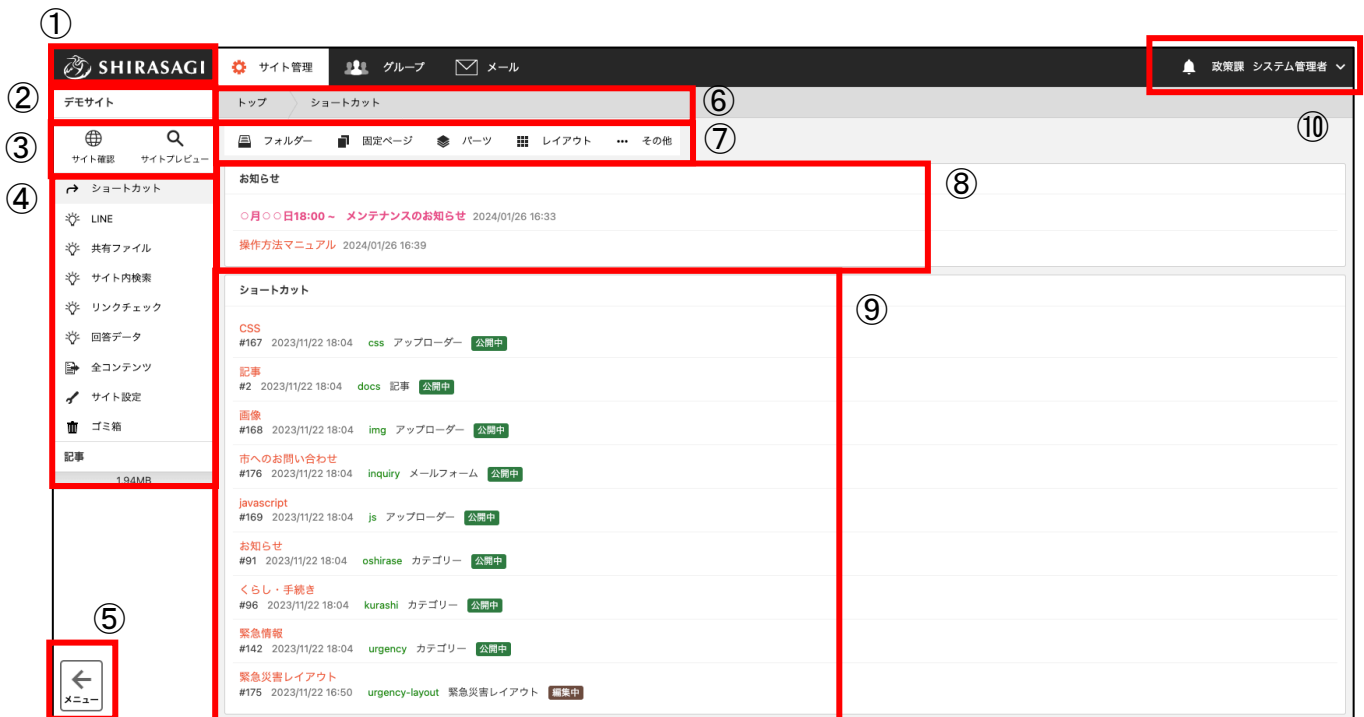 ①
SHIRASAGI サイト管理 グループ メール 政策課 システム管理者
② デモサイト トップ ショートカット ⑥
⑩
③ サイト確認 サイトプレビュー フォルダー 固定ページ パーツ レイアウト ••• その他 ⑦
④ ショートカット
LINE
共有ファイル
サイト内検索
リンクチェック
回答データ
全コンテンツ
サイト設定
ゴミ箱
記事
1.94MB
⑤
メニュー
お知らせ ⑧
○月○○日18:00 ~ メンテナンスのお知らせ 2024/01/26 16:33
操作方法マニュアル 2024/01/26 16:39
ショートカット ⑨
CSS
#167 2023/11/22 18:04 css アップローダー 公開中
記事
#2 2023/11/22 18:04 docs 記事 公開中
画像
#168 2023/11/22 18:04 img アップローダー 公開中
市へのお問い合わせ
#176 2023/11/22 18:04 inquiry メールフォーム 公開中
javascript
#169 2023/11/22 18:04 js アップローダー 公開中
お知らせ
#91 2023/11/22 18:04 oshirase カテゴリー 公開中
くらし・手続き
#96 2023/11/22 18:04 kurashi カテゴリー 公開中
緊急情報
#142 2023/11/22 18:04 urgency カテゴリー 公開中
緊急災害レイアウト
#175 2023/11/22 16:50 urgency-layout 緊急災害レイアウト 編集中